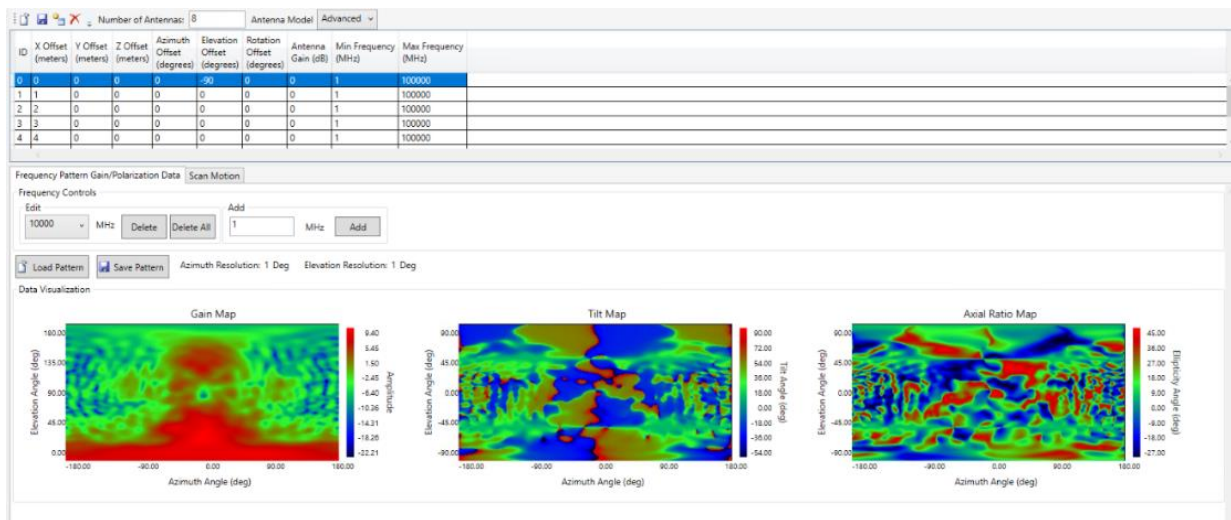 Number of Antennas: 8 Antenna Model Advanced
ID X Offset (meters) Y Offset (meters) Z Offset (meters) Azimuth Offset (degrees) Elevation Offset (degrees) Rotation Offset (degrees) Antenna Gain (dB) Min Frequency (MHz) Max Frequency (MHz)
0 0 0 0 0 -90 0 0 1 100000
1 1 0 0 0 0 0 0 1 100000
2 2 0 0 0 0 0 0 1 100000
3 3 0 0 0 0 0 0 1 100000
4 4 0 0 0 0 0 0 1 100000
Frequency Pattern Gain/Polarization Data Scan Motion
Frequency Controls
Edit Add
10000 MHz Delete Delete All 1 MHz Add
Load Pattern Save Pattern Azimuth Resolution: 1 Deg Elevation Resolution: 1 Deg
Data Visualization
Gain Map
Elevation Angle (deg)
180.00
135.00
90.00
45.00
0.00
-180.00 -90.00 0.00 90.00 180.00
Azimuth Angle (deg)
9.40
5.45
1.50
-2.45
-6.40
-10.36
-14.31
-18.26
-22.21
Amplitude
Tilt Map
Elevation Angle (deg)
90.00
45.00
0.00
-45.00
-90.00
-180.00 -90.00 0.00 90.00 180.00
Azimuth Angle (deg)
90.00
72.00
54.00
36.00
18.00
0.00
-18.00
-36.00
-54.00
Tilt Angle (deg)
Axial Ratio Map
Elevation Angle (deg)
90.00
45.00
0.00
-45.00
-90.00
-180.00 -90.00 0.00 90.00 180.00
Azimuth Angle (deg)
45.00
36.00
27.00
18.00
9.00
0.00
-9.00
-18.00
-27.00
Ellipticity Angle (deg)